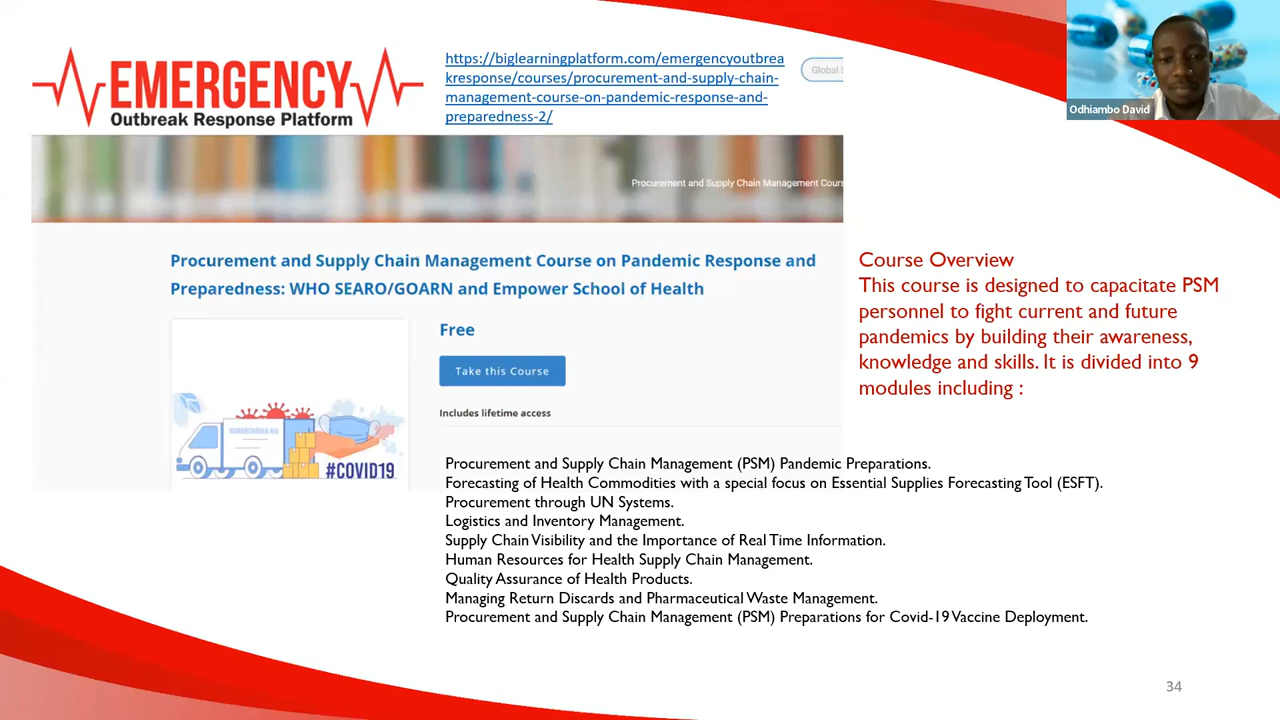 EMERGENCY
Outbreak Response Platform
https://biglearningplatform.com/emergencyoutbrea
kresponse/courses/procurement-and-supply-chain-
management-course-on-pandemic-response-and-
preparedness-2/
Global S
Odhiambo David
Procurement and Supply Chain Management Cours
Procurement and Supply Chain Management Course on Pandemic Response and
Preparedness: WHO SEARO/GOARN and Empower School of Health
Free
Take this Course
Includes lifetime access
HUMANITARIAN AID
#COVID19
Course Overview
This course is designed to capacitate PSM
personnel to fight current and future
pandemics by building their awareness,
knowledge and skills. It is divided into 9
modules including :
Procurement and Supply Chain Management (PSM) Pandemic Preparations.
Forecasting of Health Commodities with a special focus on Essential Supplies Forecasting Tool (ESFT).
Procurement through UN Systems.
Logistics and Inventory Management.
Supply Chain Visibility and the Importance of Real Time Information.
Human Resources for Health Supply Chain Management.
Quality Assurance of Health Products.
Managing Return Discards and Pharmaceutical Waste Management.
Procurement and Supply Chain Management (PSM) Preparations for Covid-19 Vaccine Deployment.
34